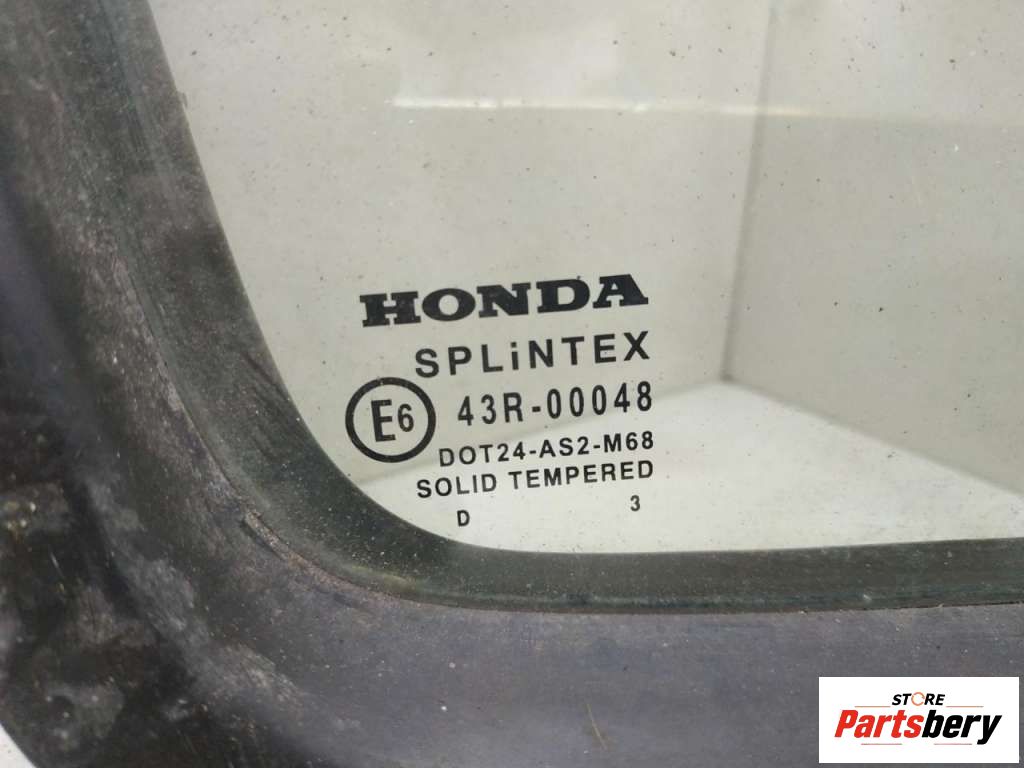 HONDA
SPLiNTEX
E6 43R-00048
DOT24-AS2-M68
SOLID TEMPERED
D 3
STORE
Partsbery